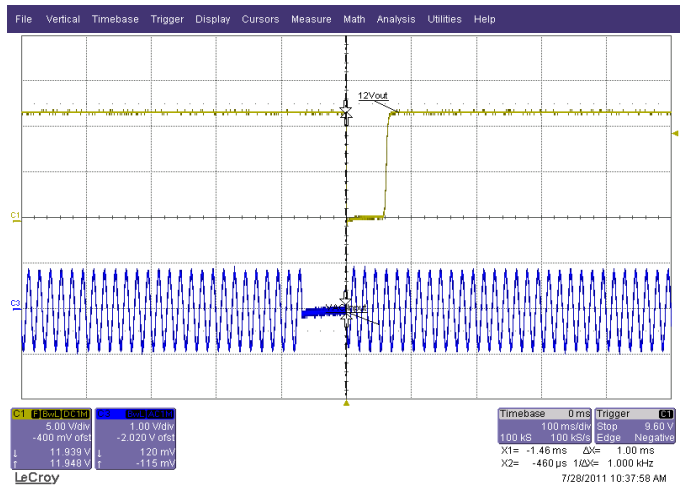 File Vertical Timebase Trigger Display Cursors Measure Math Analysis Utilities Help
12Vout
C1
C3
C1 F BwL DC1M
5.00 V/div
-400 mV ofst
11.939 V
11.948 V
1.00 V/div
-2.020 V ofst
120 mV
-115 mV
Timebase 0 ms
100 ms/div
100 kS 100 kS/s
Trigger C1
Stop 9.60 V
Edge Negative
X1= -1.46 ms ΔX= 1.00 ms
X2= -460 µs 1/ΔX= 1.000 kHz
LeCroy
7/28/2011 10:37:58 AM